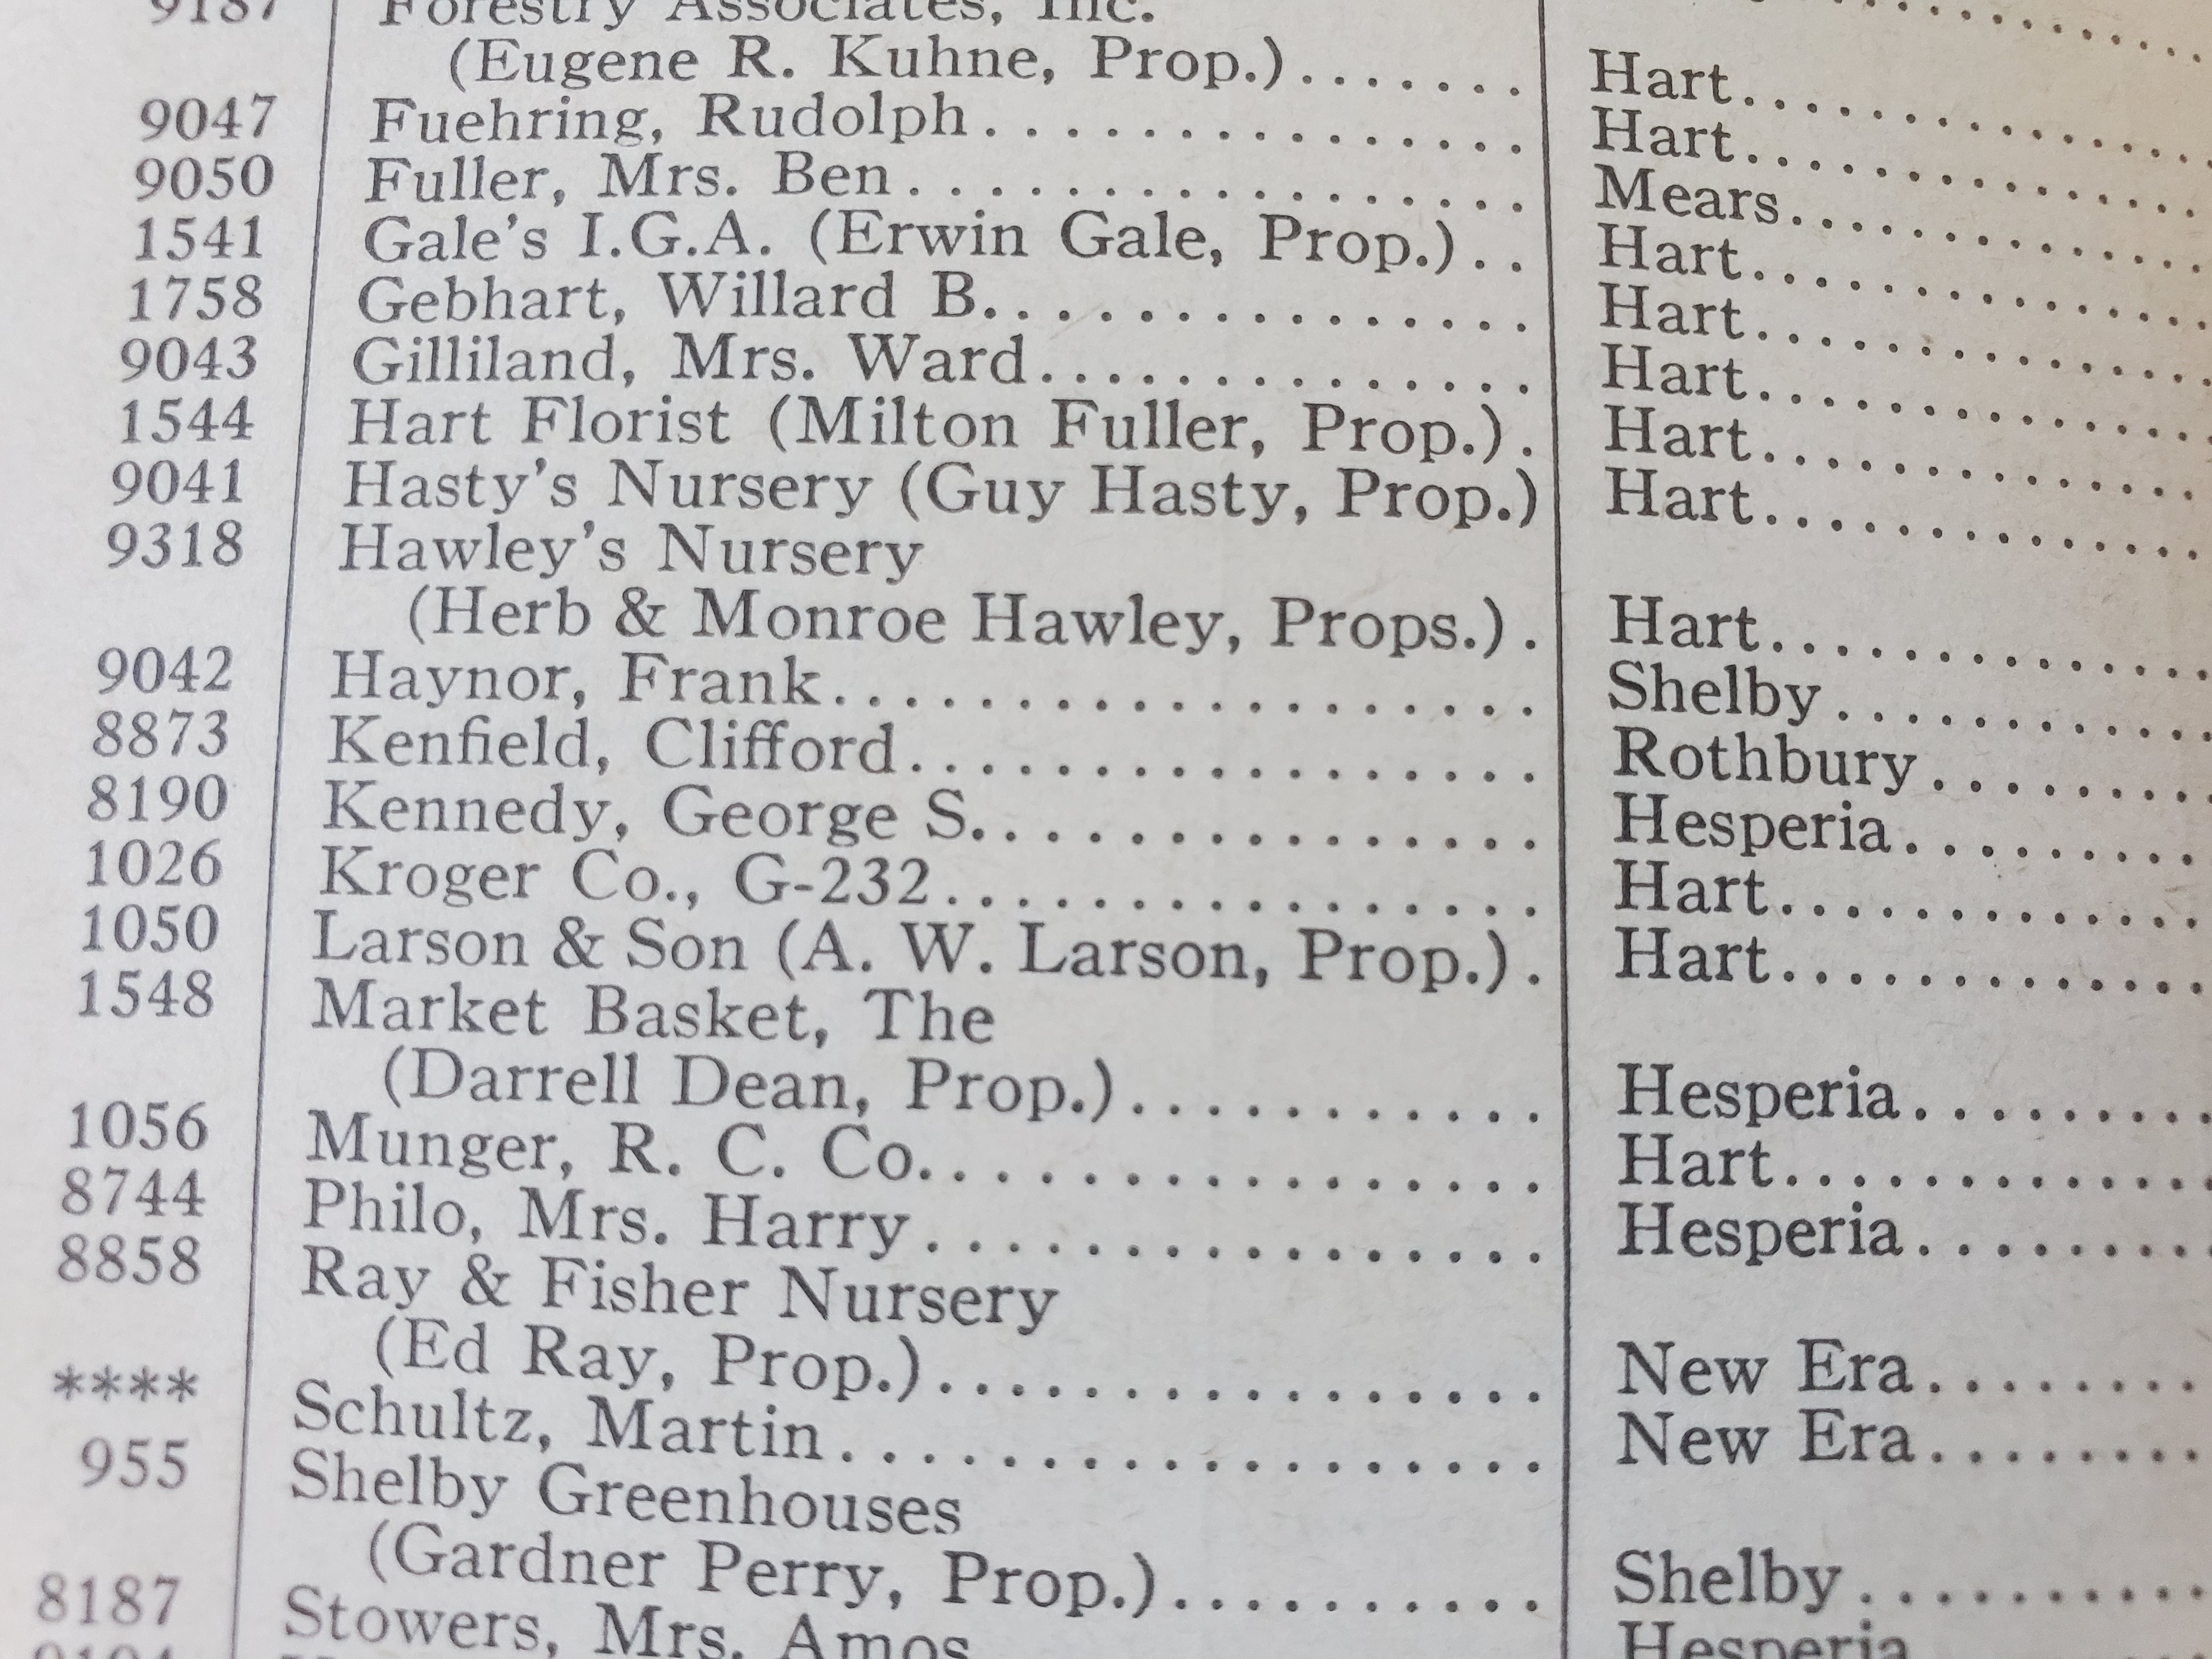 9187 Forestry Associates, Inc.
(Eugene R. Kuhne, Prop.)....... Hart..............
9047 Fuehring, Rudolph................ Hart..............
9050 Fuller, Mrs. Ben................... Mears............
1541 Gale's I.G.A. (Erwin Gale, Prop.).. Hart..............
1758 Gebhart, Willard B................ Hart..............
9043 Gilliland, Mrs. Ward............... Hart..............
1544 Hart Florist (Milton Fuller, Prop.). Hart..............
9041 Hasty's Nursery (Guy Hasty, Prop.) Hart..............
9318 Hawley's Nursery
(Herb & Monroe Hawley, Props.). Hart..............
9042 Haynor, Frank..................... Shelby...........
8873 Kenfield, Clifford.................. Rothbury........
8190 Kennedy, George S................ Hesperia.........
1026 Kroger Co., G-232................. Hart..............
1050 Larson & Son (A. W. Larson, Prop.). Hart..............
1548 Market Basket, The
(Darrell Dean, Prop.)............ Hesperia.........
1056 Munger, R. C. Co................. Hart..............
8744 Philo, Mrs. Harry.................. Hesperia.........
8858 Ray & Fisher Nursery
(Ed Ray, Prop.)................. New Era.........
**** Schultz, Martin..................... New Era.........
955 Shelby Greenhouses
(Gardner Perry, Prop.).......... Shelby...........
8187 Stowers, Mrs. Amos Hesperia